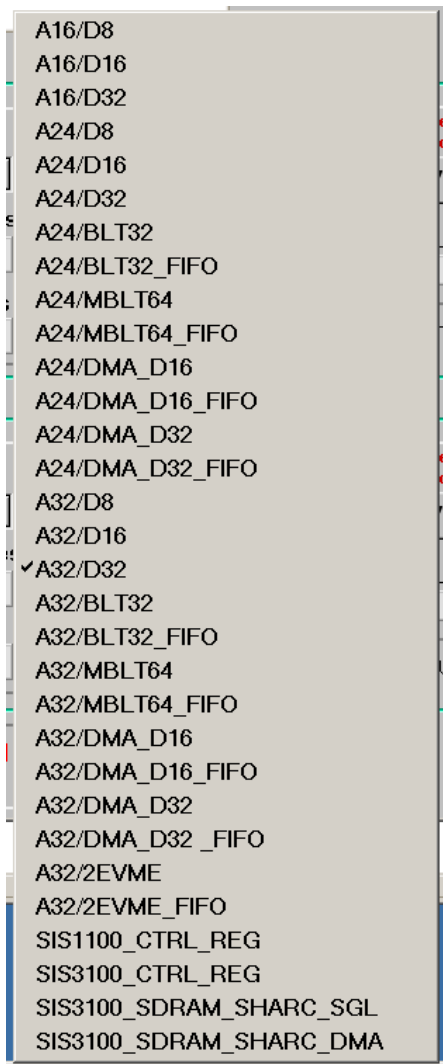 A16/D8
A16/D16
A16/D32
A24/D8
A24/D16
A24/D32
A24/BLT32
A24/BLT32_FIFO
A24/MBLT64
A24/MBLT64_FIFO
A24/DMA_D16
A24/DMA_D16_FIFO
A24/DMA_D32
A24/DMA_D32_FIFO
A32/D8
A32/D16
✓A32/D32
A32/BLT32
A32/BLT32_FIFO
A32/MBLT64
A32/MBLT64_FIFO
A32/DMA_D16
A32/DMA_D16_FIFO
A32/DMA_D32
A32/DMA_D32 _FIFO
A32/2EVME
A32/2EVME_FIFO
SIS1100_CTRL_REG
SIS3100_CTRL_REG
SIS3100_SDRAM_SHARC_SGL
SIS3100_SDRAM_SHARC_DMA